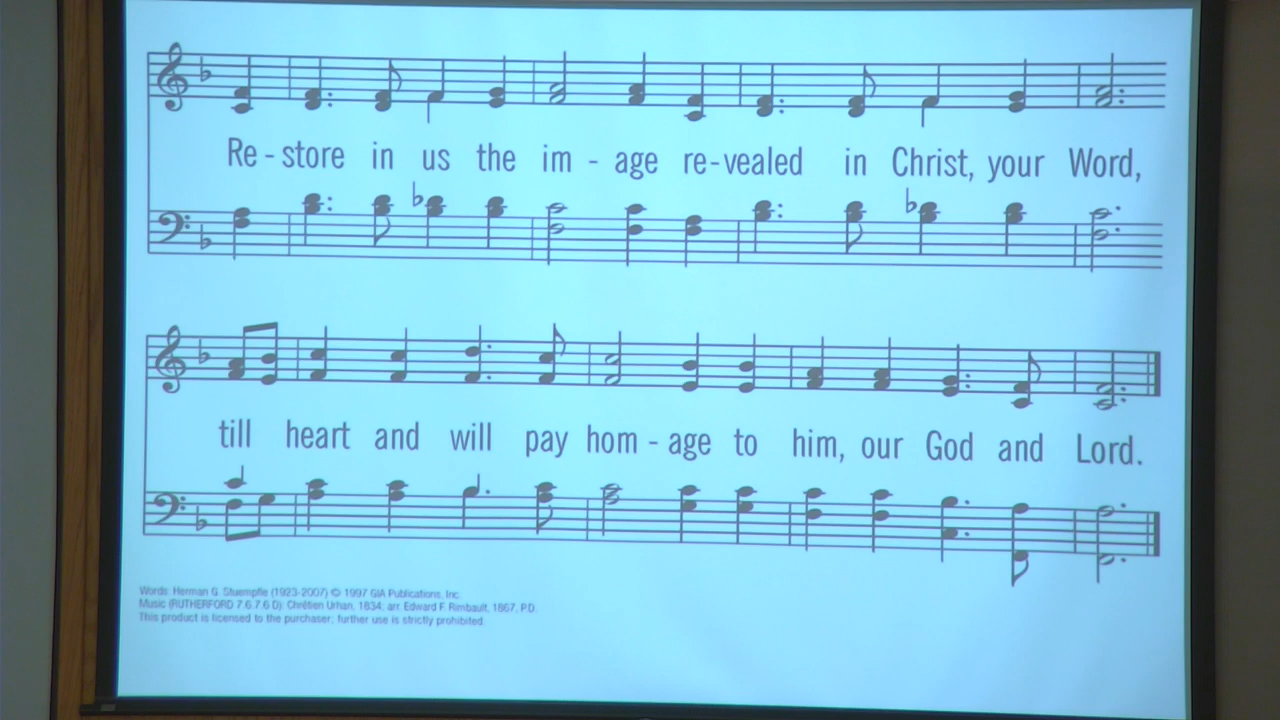 Re - store in us the im - age re - vealed in Christ, your Word,
till heart and will pay hom - age to him, our God and Lord.
Words: Herman G. Stuempfle (1923-2007) © 1997 GIA Publications, Inc.
Music (RUTHERFORD 7.6.7.6 D): Chrétien Urhan, 1834; arr. Edward F. Rimbault, 1867, P.D.
This product is licensed to the purchaser; further use is strictly prohibited.